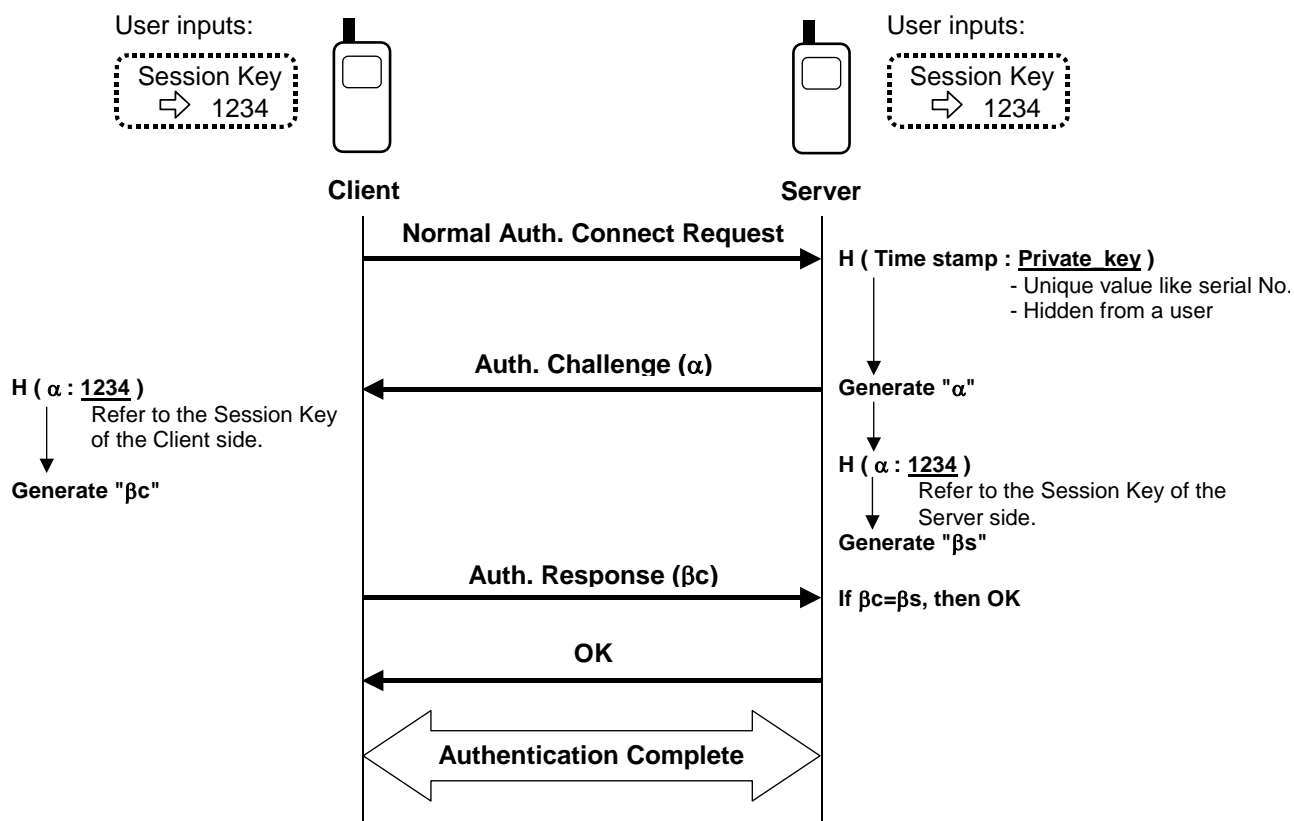 User inputs:
Session Key
⇨ 1234
User inputs:
Session Key
⇨ 1234
Client
Server
Normal Auth. Connect Request
H ( Time stamp : Private_key )
- Unique value like serial No.
- Hidden from a user
Auth. Challenge (α)
Generate "α"
H ( α : 1234 )
Refer to the Session Key
of the Client side.
Generate "βc"
H ( α : 1234 )
Refer to the Session Key of the
Server side.
Generate "βs"
Auth. Response (βc)
If βc=βs, then OK
OK
Authentication Complete